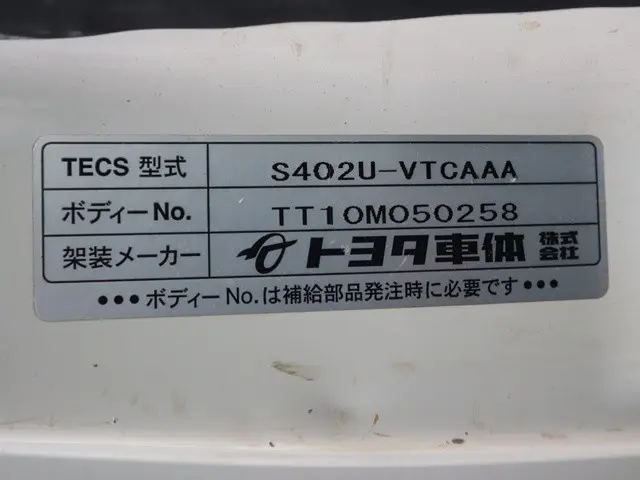 TECS 型式 S402U-VTCAAA
ボディーNo. TT10M050258
架装メーカー トヨタ車体 株式会社
●●●ボディーNo.は補給部品発注時に必要です●●●